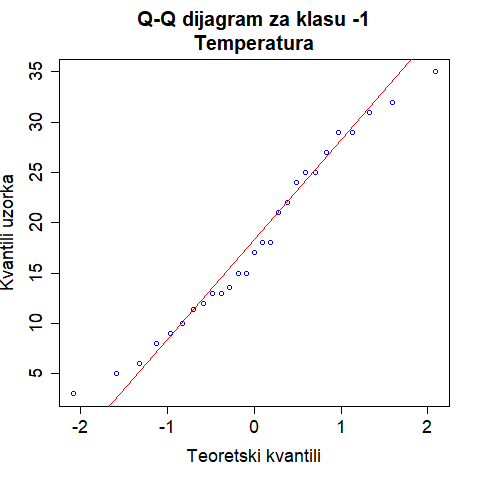 Q-Q dijagram za klasu -1
Temperatura
Kvantili uzorka
35
30
25
20
15
10
5
-2 -1 0 1 2
Teoretski kvantili